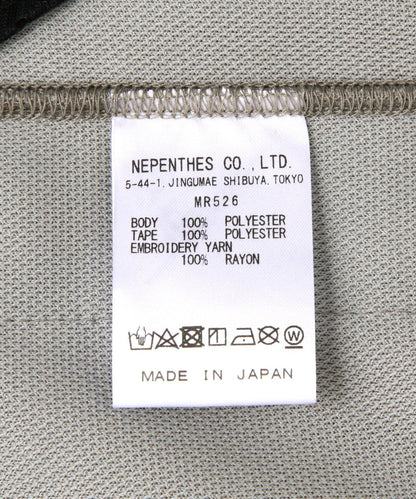 NEPENTHES CO., LTD.
5-44-1, JINGUMAE SHIBUYA, TOKYO
MR526
BODY 100% POLYESTER
TAPE 100% POLYESTER
EMBROIDERY YARN
100% RAYON
W
MADE IN JAPAN